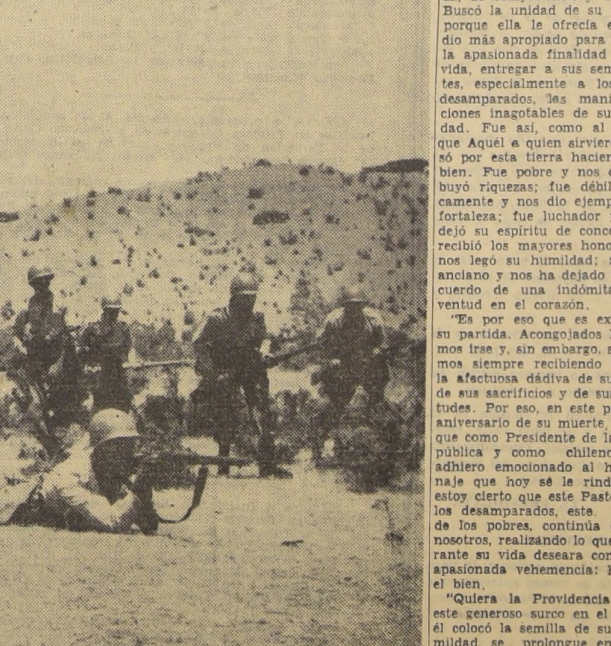 Buscó la unidad de su
porque ella le ofrecía e
dio más apropiado para
la apasionada finalidad
vida, entregar a sus sen
tes, especialmente a los
desamparados, las mani
ciones inagotables de su
dad. Fue así, como al
que Aquél a quien sirvier
só por esta tierra hacien
bien. Fue pobre y nos
buyó riquezas; fue débil
camente y nos dio ejemp
fortaleza; fue luchador
dejó su espíritu de conc
recibió los mayores hono
nos legó su humildad;
anciano y nos ha dejado
cuerdo de una indómita
ventud en el corazón.
"Es por eso que es ex
su partida. Acongojados
mos irse y, sin embargo, s
mos siempre recibiendo
la afectuosa dádiva de su
de sus sacrificios y de su
tudes. Por eso, en este p
aniversario de su muerte,
que como Presidente de la
pública y como chileno
adhiero emocionado al h
naje que hoy sé le rind
estoy cierto que este Past
los desamparados, este.
de los pobres, continúa
nosotros, realizando lo que
rante su vida deseara con
apasionada vehemencia:
el bien.
"Quiera la Providencia
este generoso surco en el
él colocó la semilla de su
mildad se prolongue en